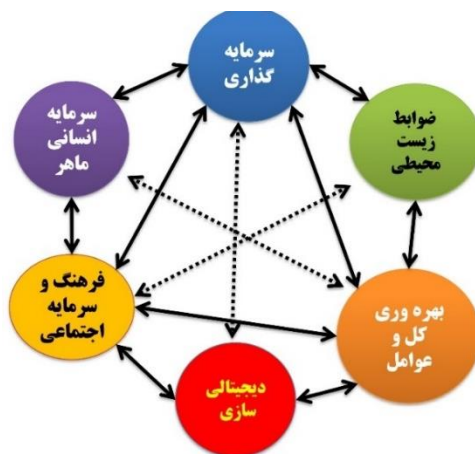 سرمایه
گذاری
ضوابط
زیست
محیطی
سرمایه
انسانی
ماهر
بهره وری
کل و
عوامل
فرهنگ و
سرمایه
اجتماعی
دیجیتالی
سازی